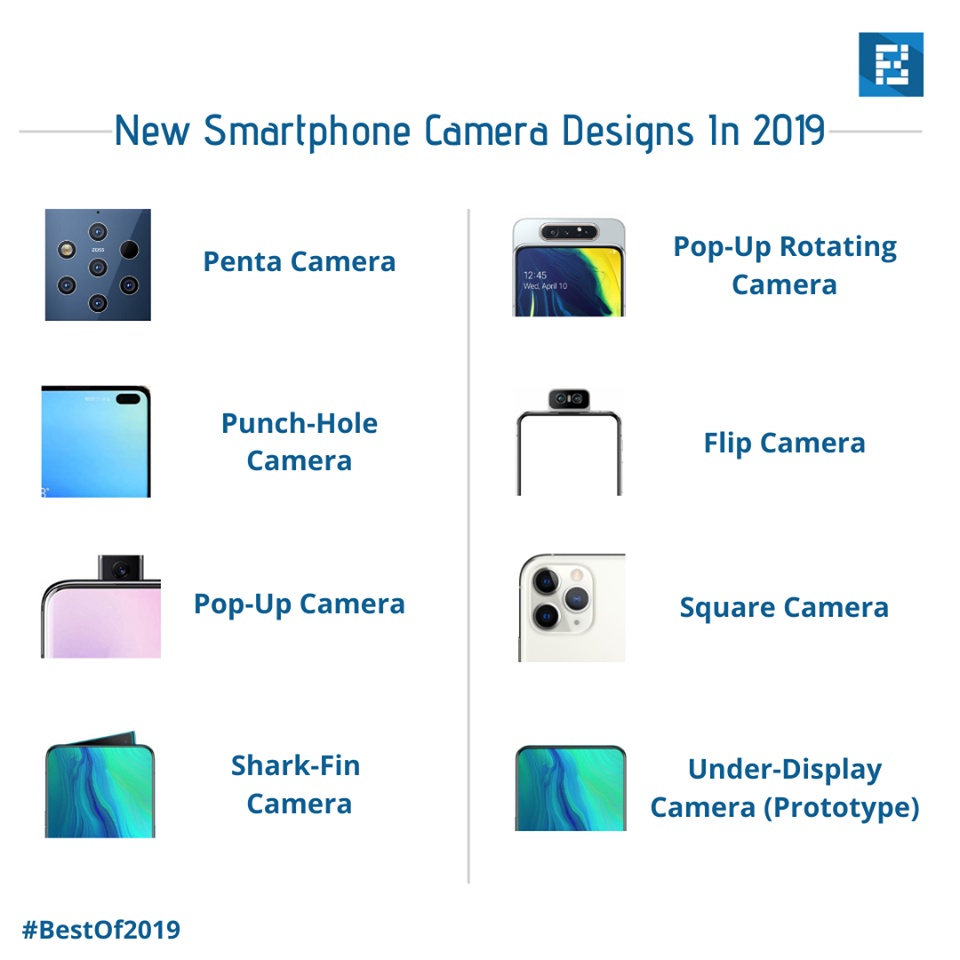 New Smartphone Camera Designs In 2019
Penta Camera
Punch-Hole
Camera
Pop-Up Camera
Shark-Fin
Camera
12:45
Wed, April 10
Pop-Up Rotating
Camera
Flip Camera
Square Camera
Under-Display
Camera (Prototype)
#BestOf2019